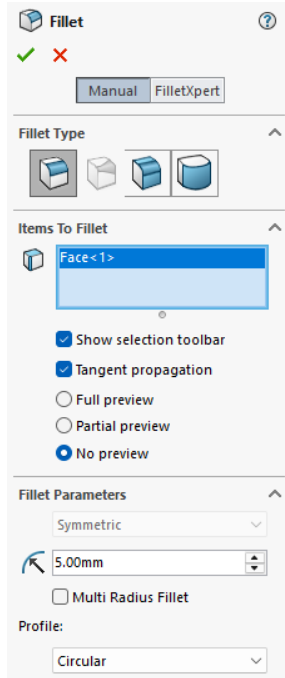 Fillet
Manual FilletXpert
Fillet Type
Items To Fillet
Face<1>
Show selection toolbar
Tangent propagation
Full preview
Partial preview
No preview
Fillet Parameters
Symmetric
5.00mm
Multi Radius Fillet
Profile:
Circular